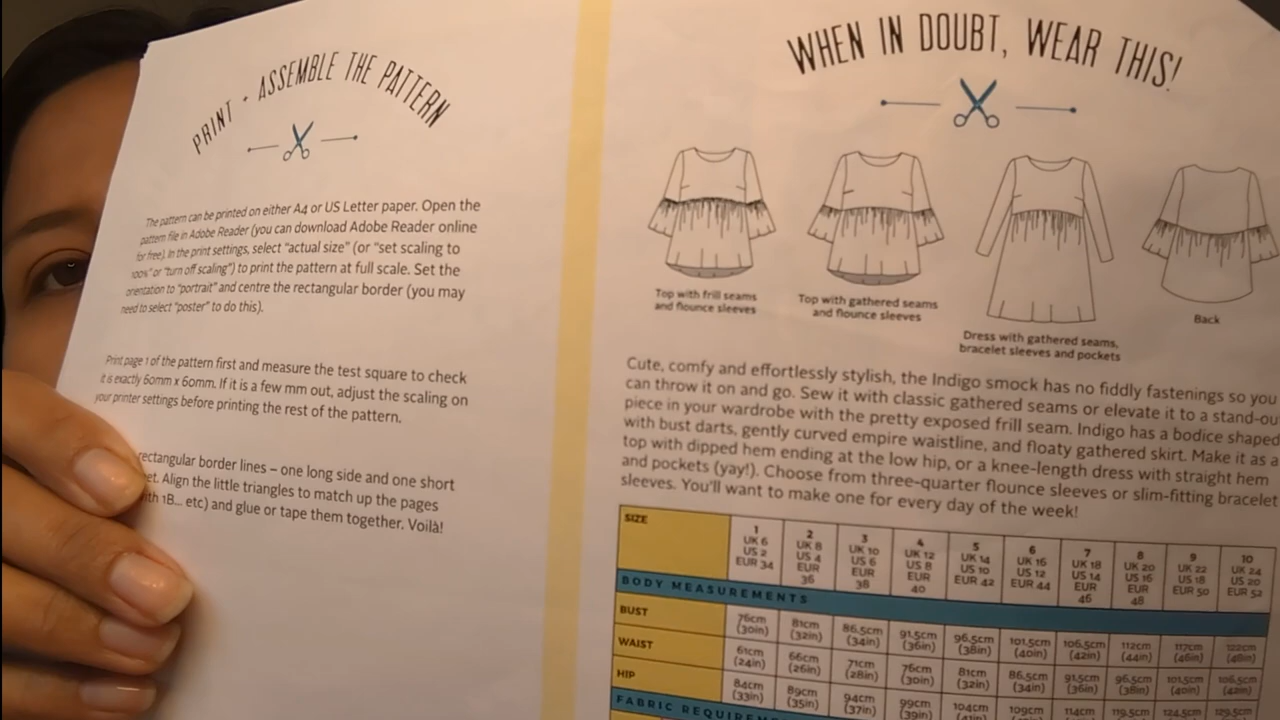 PRINT + ASSEMBLE THE PATTERN
The pattern can be printed on either A4 or US Letter paper. Open the
pattern file in Adobe Reader (you can download Adobe Reader online
for free). In the print settings, select “actual size” (or “set scaling to
100%” or “turn off scaling”) to print the pattern at full scale. Set the
orientation to “portrait” and centre the rectangular border (you may
need to select “poster” to do this).
Print page 1 of the pattern first and measure the test square to check
it is exactly 60mm x 60mm. If it is a few mm out, adjust the scaling on
your printer settings before printing the rest of the pattern.
rectangular border lines – one long side and one short
Align the little triangles to match up the pages
with 1B... etc) and glue or tape them together. Voilà!
WHEN IN DOUBT, WEAR THIS!
Top with frill seams
and flounce sleeves
Top with gathered seams
and flounce sleeves
Dress with gathered seams,
bracelet sleeves and pockets
Back
Cute, comfy and effortlessly stylish, the Indigo smock has no fiddly fastenings so you
can throw it on and go. Sew it with classic gathered seams or elevate it to a stand-ou
piece in your wardrobe with the pretty exposed frill seam. Indigo has a bodice shaped
with bust darts, gently curved empire waistline, and floaty gathered skirt. Make it as a
top with dipped hem ending at the low hip, or a knee-length dress with straight hem
and pockets (yay!). Choose from three-quarter flounce sleeves or slim-fitting bracelet
sleeves. You'll want to make one for every day of the week!
SIZE
1 2 3 4 5 6 7 8 9 10
UK 6 UK 8 UK 10 UK 12 UK 14 UK 16 UK 18 UK 20 UK 22 UK 24
US 2 US 4 US 6 US 8 US 10 US 12 US 14 US 16 US 18 US 20
EUR 34 EUR 36 EUR 38 EUR 40 EUR 42 EUR 44 EUR 46 EUR 48 EUR 50 EUR 52
BODY MEASUREMENTS
BUST 76cm (30in) 81cm (32in) 86.5cm (34in) 91.5cm (36in) 96.5cm (38in) 101.5cm (40in) 106.5cm (42in) 112cm (44in) 117cm (46in) 122cm (48in)
WAIST 61cm (24in) 66cm (26in) 71cm (28in) 76cm (30in) 81cm (32in) 86.5cm (34in) 91.5cm (36in) 96.5cm (38in) 101.5cm (40in) 106.5cm (42in)
HIP 84cm (33in) 89cm (35in) 94cm (37in) 99cm (39in) 104cm (41in) 109cm 114cm 119.5cm 124.5cm 129.5cm
FABRIC REQUIREM